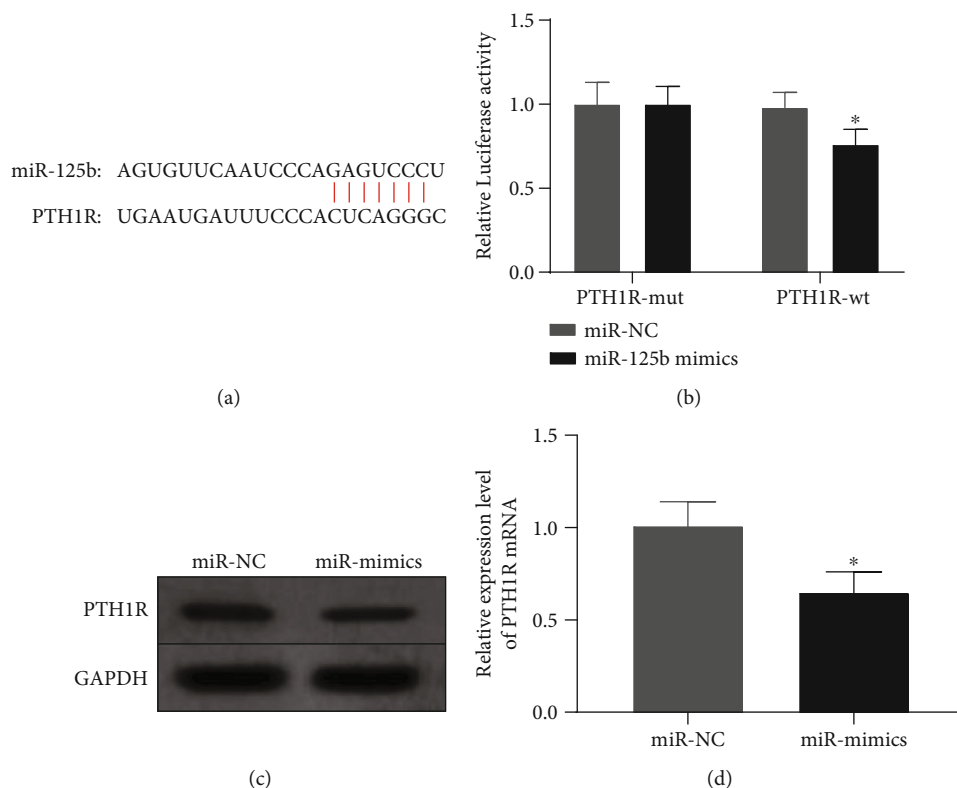 miR-125b: AGUGUUCAAUCCCAGAGUCCCU
PTH1R: UGAAUGAUUUCCCACUCAGGGC
(a)
Relative Luciferase activity
1.5
1.0
0.5
0.0
*
PTH1R-mut PTH1R-wt
miR-NC
miR-125b mimics
(b)
miR-NC miR-mimics
PTH1R
GAPDH
(c)
Relative expression level
of PTH1R mRNA
1.5
1.0
0.5
0.0
*
miR-NC miR-mimics
(d)